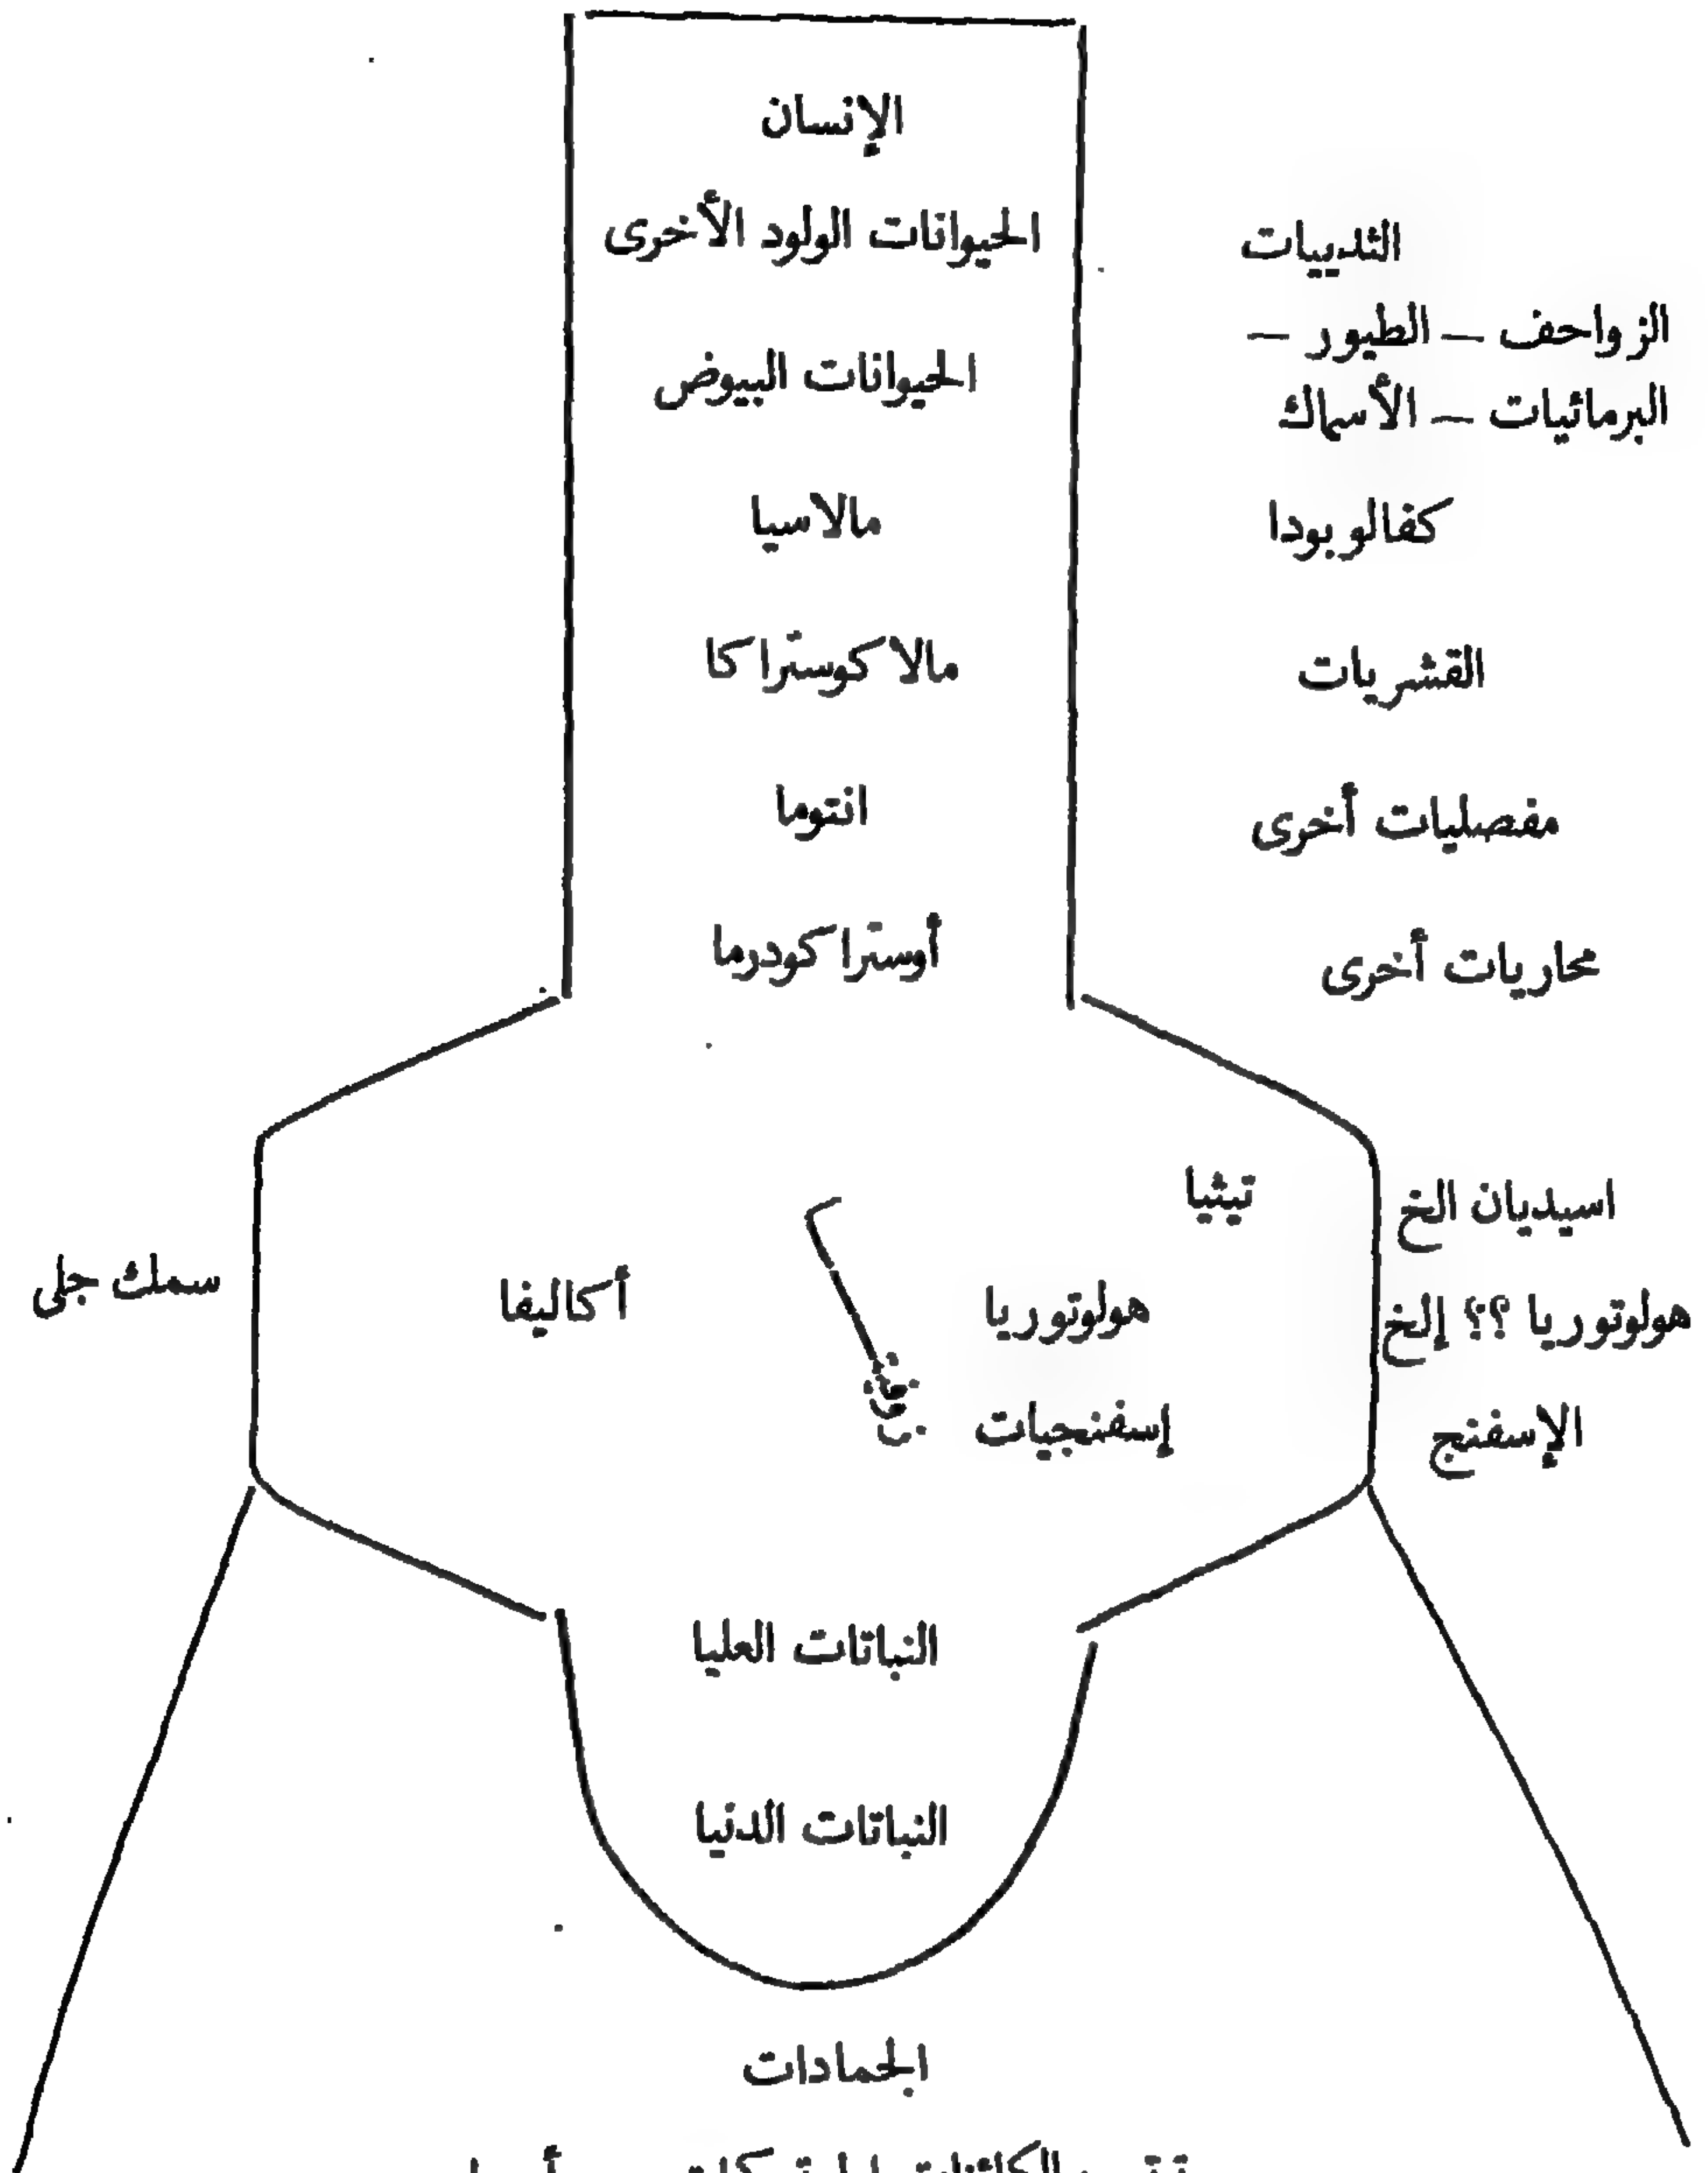 الإنسان
الحيوانات الولود الأخرى
الثدييات
الحيوانات البيوض
الزواحف — الطيور —
البرمائيات — الأسماك
مالاسيا
كفالوبودا
مالاكوستراكا
القشريات
انتوما
مفصليات أخرى
أوستراكودرما
محاريات أخرى
تيثيا
اسيديان الخ
سمك جلى
أكاليفا
هولوتوريا
هولوتوريا ؟؟ إلخ
إسفنجيات
الإسفنج
النباتات العليا
النباتات الدنيا
الجمادات